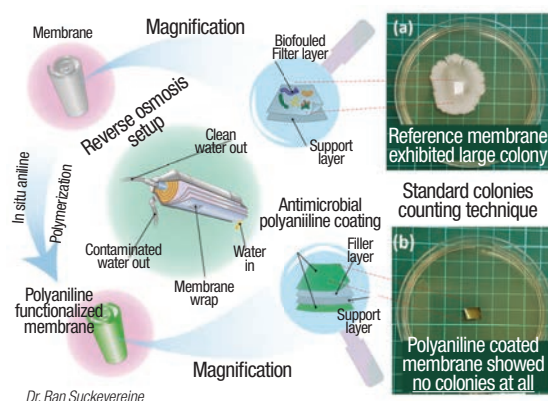 Membrane
Magnification
Biofouled
Filter layer
Support
layer
(a)
Reference membrane
exhibited large colony
Reverse osmosis
setup
Clean
water out
Contaminated
water out
Membrane
wrap
Water
in
In situ aniline
Polymerization
Standard colonies
counting technique
Antimicrobial
polyaniiline coating
Filler
layer
Support
layer
(b)
Polyaniline
functionalized
membrane
Magnification
Polyaniline coated
membrane showed
no colonies at all
Dr. Ran Suckevereine